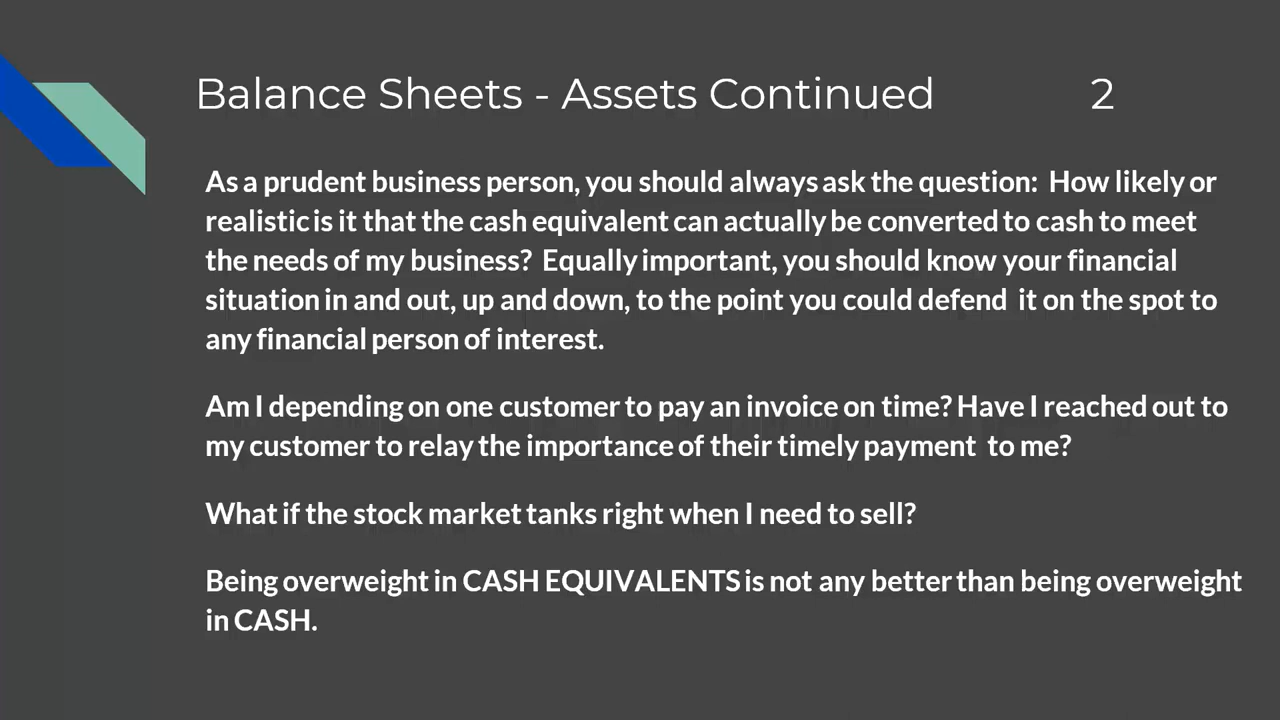 Balance Sheets - Assets Continued 2
As a prudent business person, you should always ask the question: How likely or
realistic is it that the cash equivalent can actually be converted to cash to meet
the needs of my business? Equally important, you should know your financial
situation in and out, up and down, to the point you could defend it on the spot to
any financial person of interest.
Am I depending on one customer to pay an invoice on time? Have I reached out to
my customer to relay the importance of their timely payment to me?
What if the stock market tanks right when I need to sell?
Being overweight in CASH EQUIVALENTS is not any better than being overweight
in CASH.